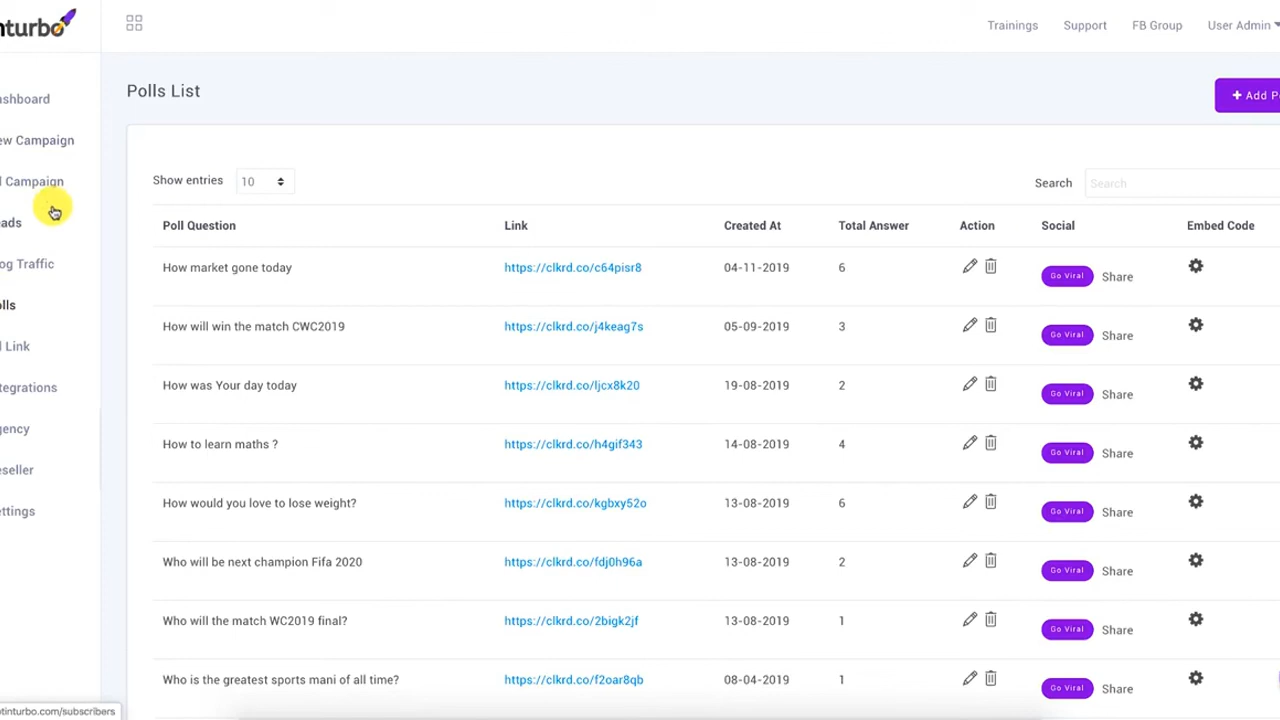 nturbo
Trainings Support FB Group User Admin
ashboard
Polls List
+ Add Po
ew Campaign
l Campaign
Show entries 10 Search Search
eads
Poll Question Link Created At Total Answer Action Social Embed Code
og Traffic
How market gone today https://clkrd.co/c64pisr8 04-11-2019 6 Go Viral Share
olls
How will win the match CWC2019 https://clkrd.co/j4keag7s 05-09-2019 3 Go Viral Share
l Link
How was Your day today https://clkrd.co/ljcx8k20 19-08-2019 2 Go Viral Share
tegrations
gency
How to learn maths ? https://clkrd.co/h4gif343 14-08-2019 4 Go Viral Share
eseller
How would you love to lose weight? https://clkrd.co/kgbxy52o 13-08-2019 6 Go Viral Share
ettings
Who will be next champion Fifa 2020 https://clkrd.co/fdj0h96a 13-08-2019 2 Go Viral Share
Who will the match WC2019 final? https://clkrd.co/2bigk2jf 13-08-2019 1 Go Viral Share
Who is the greatest sports mani of all time? https://clkrd.co/f2oar8qb 08-04-2019 1 Go Viral Share
ptinturbo.com/subscribers